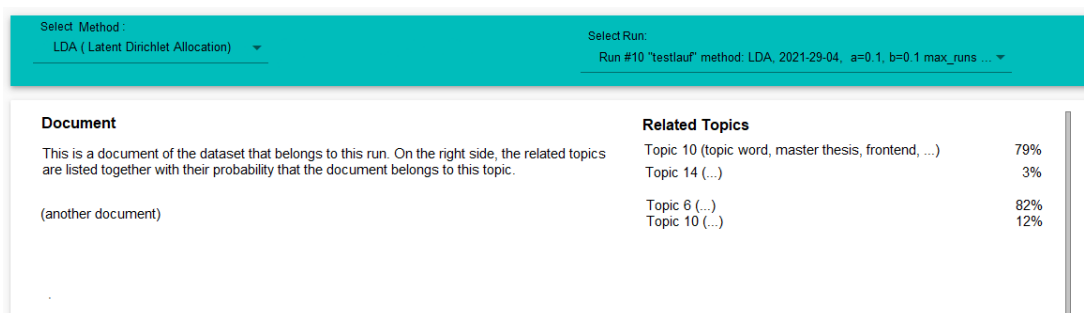 Select Method :
LDA ( Latent Dirichlet Allocation)
Select Run:
Run #10 "testlauf" method: LDA, 2021-29-04, a=0.1, b=0.1 max_runs ...
Document
This is a document of the dataset that belongs to this run. On the right side, the related topics
are listed together with their probability that the document belongs to this topic.
(another document)
Related Topics
Topic 10 (topic word, master thesis, frontend, ...) 79%
Topic 14 (...) 3%
Topic 6 (...) 82%
Topic 10 (...) 12%